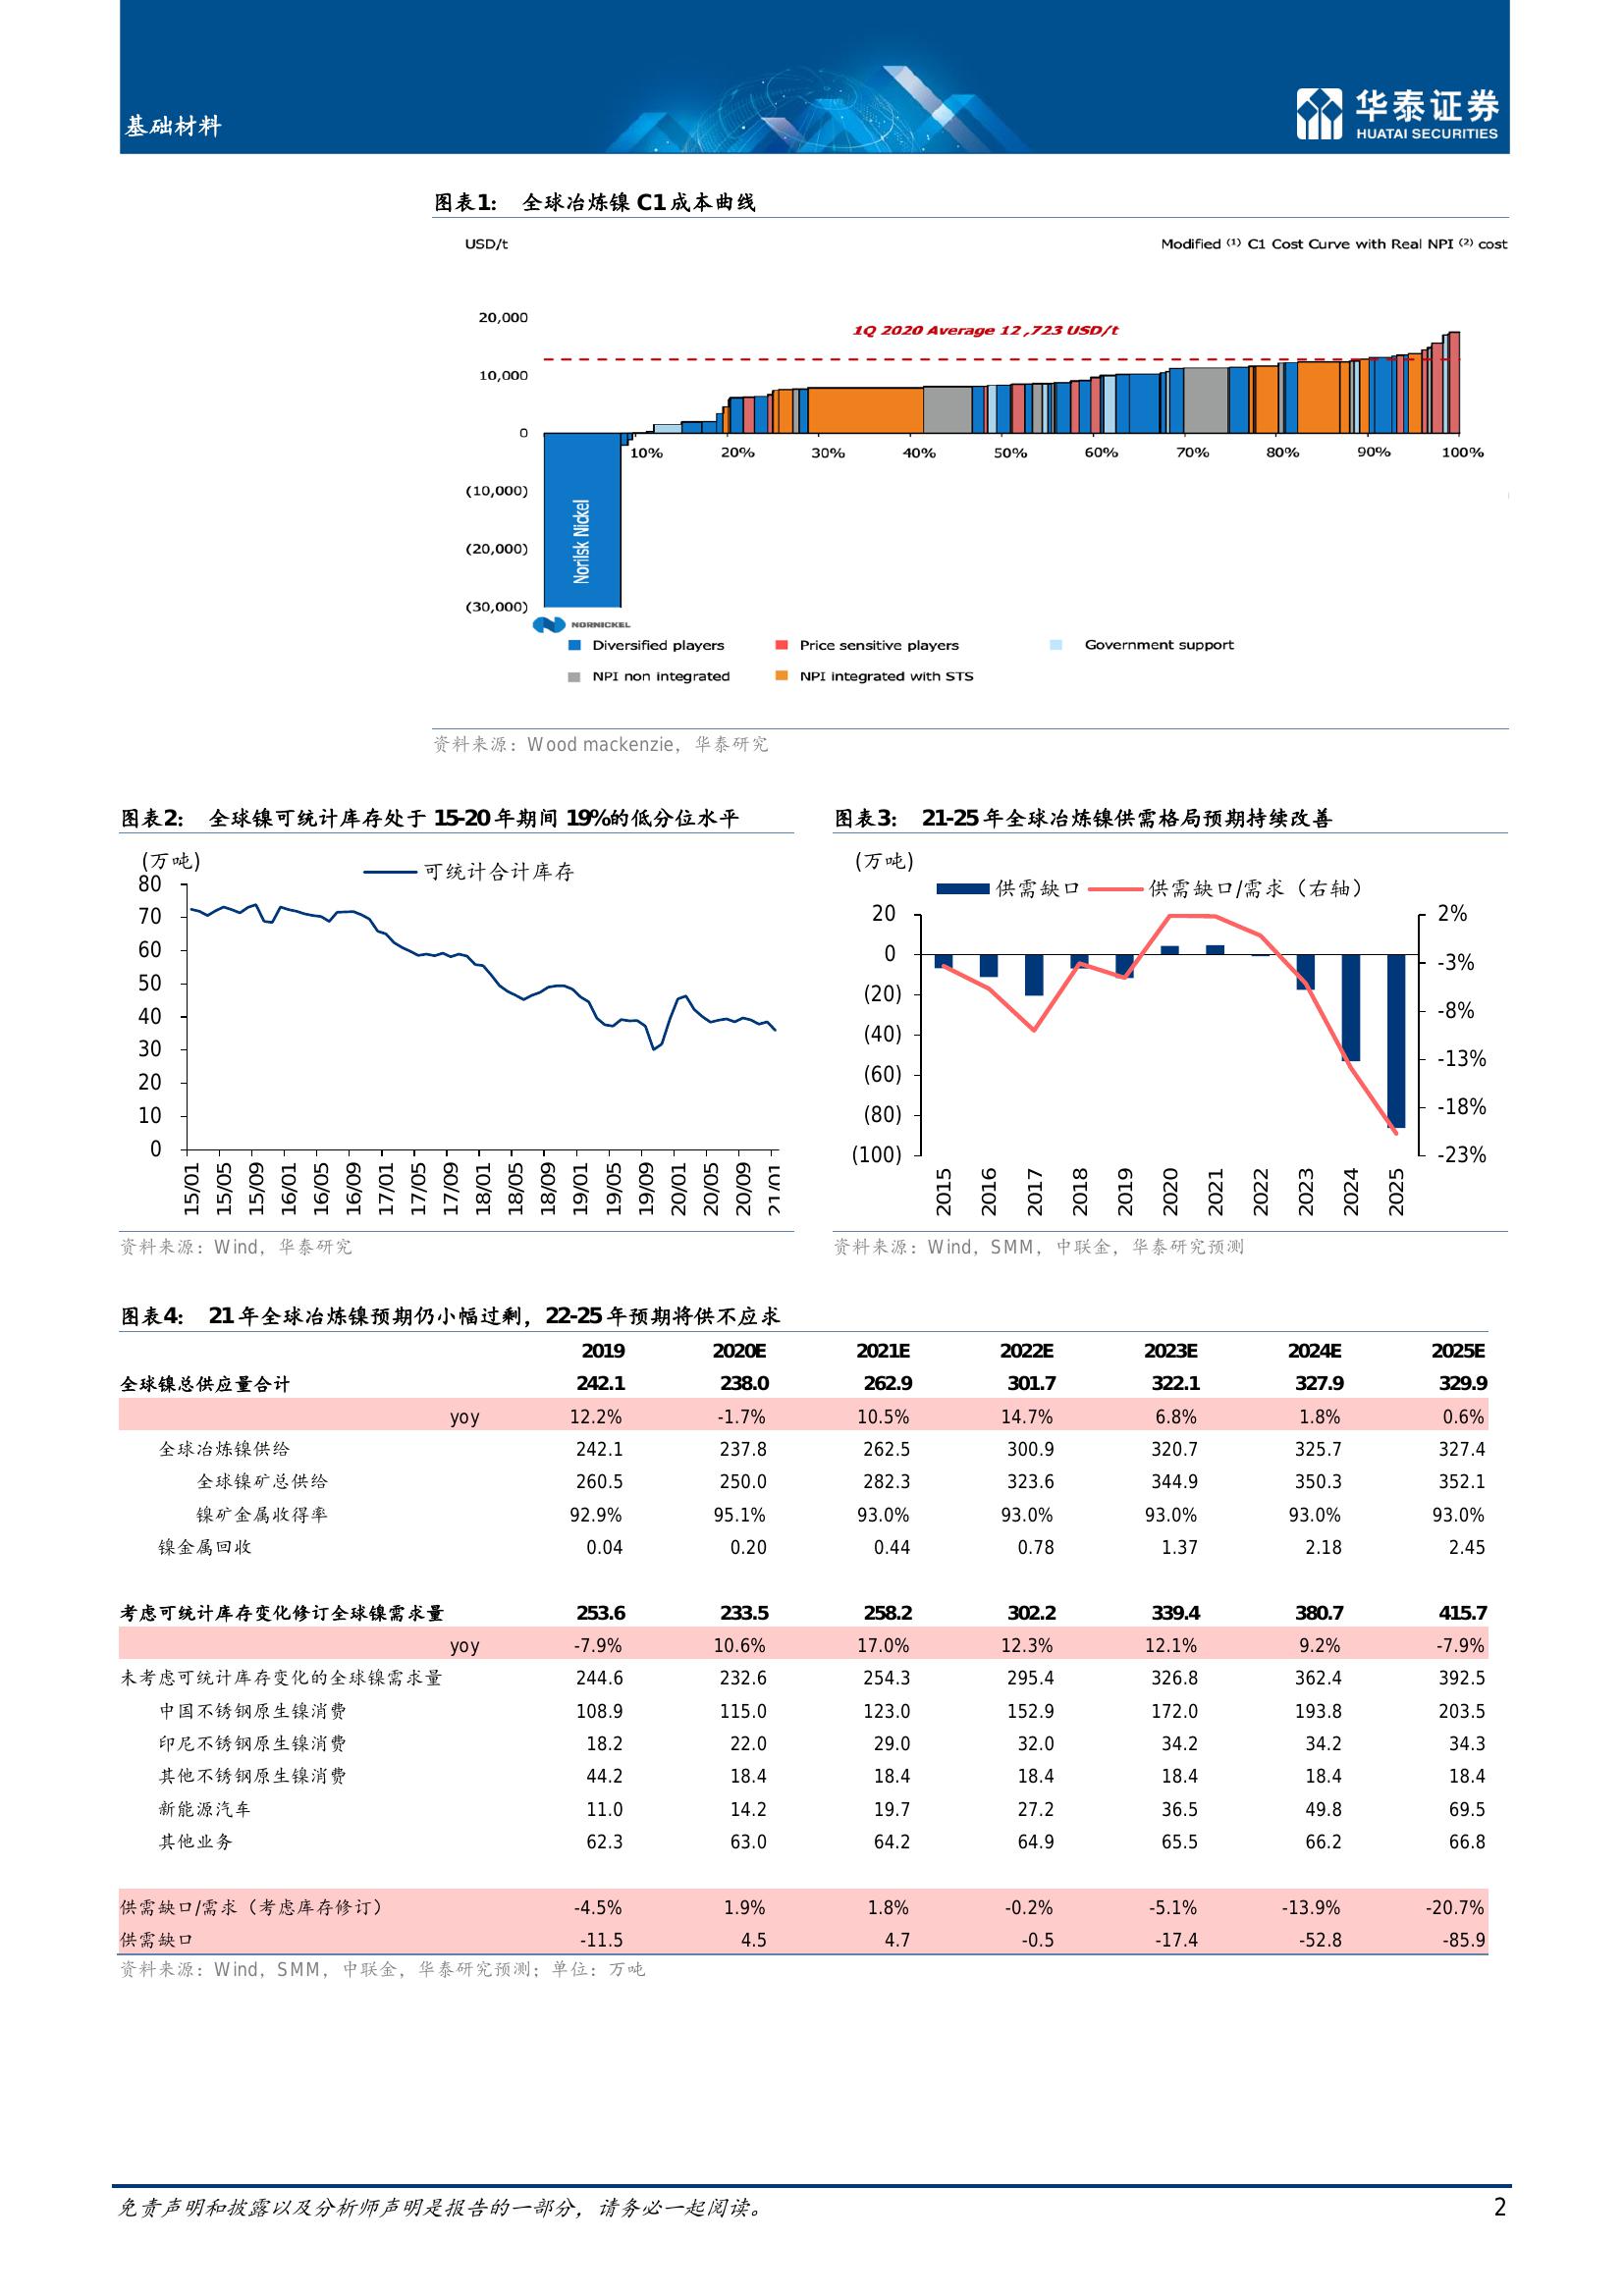 基础材料
华泰证券
HUATAI SECURITIES
图表1： 全球冶炼镍 C1 成本曲线
USD/t
Modified (1) C1 Cost Curve with Real NPI (2) cost
20,000
1Q 2020 Average 12 ,723 USD/t
10,000
0
10% 20% 30% 40% 50% 60% 70% 80% 90% 100%
(10,000)
(20,000)
(30,000)
Norilsk Nickel
NORNICKEL
Diversified players Price sensitive players Government support
NPI non integrated NPI integrated with STS
资料来源：Wood mackenzie，华泰研究
图表2： 全球镍可统计库存处于 15-20 年期间 19%的低分位水平
(万吨)
可统计合计库存
80
70
60
50
40
30
20
10
0
15/01 15/05 15/09 16/01 16/05 16/09 17/01 17/05 17/09 18/01 18/05 18/09 19/01 19/05 19/09 20/01 20/05 20/09 21/01
资料来源：Wind，华泰研究
图表3： 21-25 年全球冶炼镍供需格局预期持续改善
(万吨)
供需缺口 供需缺口/需求（右轴）
20 2%
0 -3%
(20) -8%
(40) -13%
(60) -18%
(80) -23%
(100)
2015 2016 2017 2018 2019 2020 2021 2022 2023 2024 2025
资料来源：Wind，SMM，中联金，华泰研究预测
图表4： 21 年全球冶炼镍预期仍小幅过剩，22-25 年预期将供不应求
2019 2020E 2021E 2022E 2023E 2024E 2025E
全球镍总供应量合计 242.1 238.0 262.9 301.7 322.1 327.9 329.9
yoy 12.2% -1.7% 10.5% 14.7% 6.8% 1.8% 0.6%
全球冶炼镍供给 242.1 237.8 262.5 300.9 320.7 325.7 327.4
全球镍矿总供给 260.5 250.0 282.3 323.6 344.9 350.3 352.1
镍矿金属收得率 92.9% 95.1% 93.0% 93.0% 93.0% 93.0% 93.0%
镍金属回收 0.04 0.20 0.44 0.78 1.37 2.18 2.45
考虑可统计库存变化修订全球镍需求量 253.6 233.5 258.2 302.2 339.4 380.7 415.7
yoy -7.9% 10.6% 17.0% 12.3% 12.1% 9.2% -7.9%
未考虑可统计库存变化的全球镍需求量 244.6 232.6 254.3 295.4 326.8 362.4 392.5
中国不锈钢原生镍消费 108.9 115.0 123.0 152.9 172.0 193.8 203.5
印尼不锈钢原生镍消费 18.2 22.0 29.0 32.0 34.2 34.2 34.3
其他不锈钢原生镍消费 44.2 18.4 18.4 18.4 18.4 18.4 18.4
新能源汽车 11.0 14.2 19.7 27.2 36.5 49.8 69.5
其他业务 62.3 63.0 64.2 64.9 65.5 66.2 66.8
供需缺口/需求（考虑库存修订） -4.5% 1.9% 1.8% -0.2% -5.1% -13.9% -20.7%
供需缺口 -11.5 4.5 4.7 -0.5 -17.4 -52.8 -85.9
资料来源：Wind，SMM，中联金，华泰研究预测；单位：万吨
免责声明和披露以及分析师声明是报告的一部分，请务必一起阅读。 2